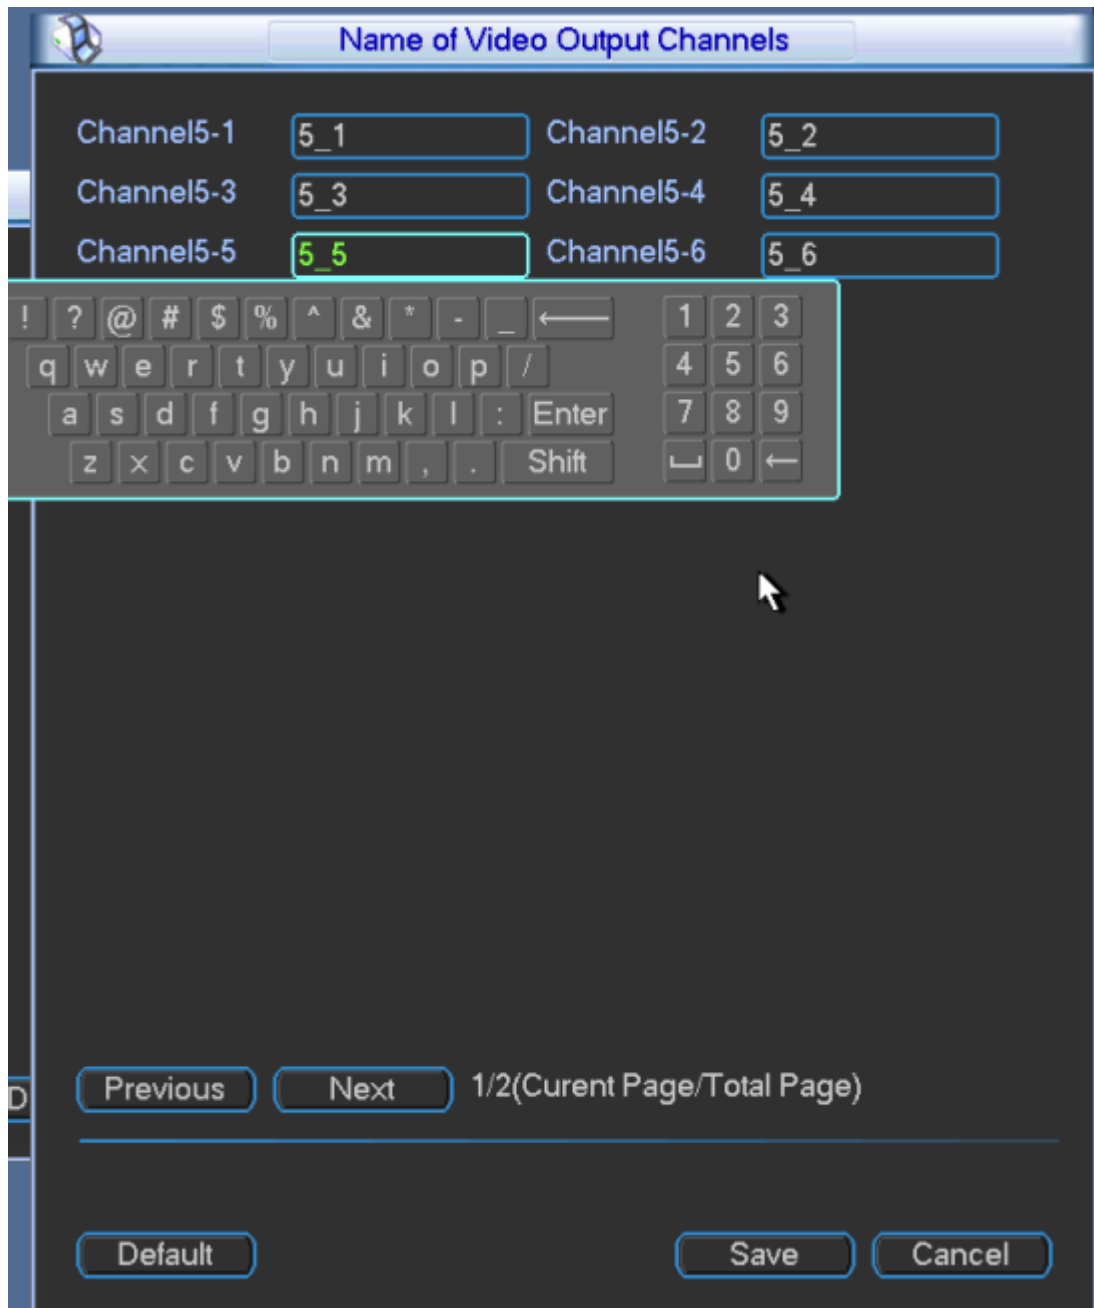 Name of Video Output Channels
Channel5-1 5_1 Channel5-2 5_2
Channel5-3 5_3 Channel5-4 5_4
Channel5-5 5_5 Channel5-6 5_6
! ? @ # $ % ^ & * - _ ← 1 2 3
q w e r t y u i o p / 4 5 6
a s d f g h j k l : Enter 7 8 9
z x c v b n m , . Shift ⎵ 0 ←
Previous Next 1/2(Curent Page/Total Page)
D
Default Save Cancel